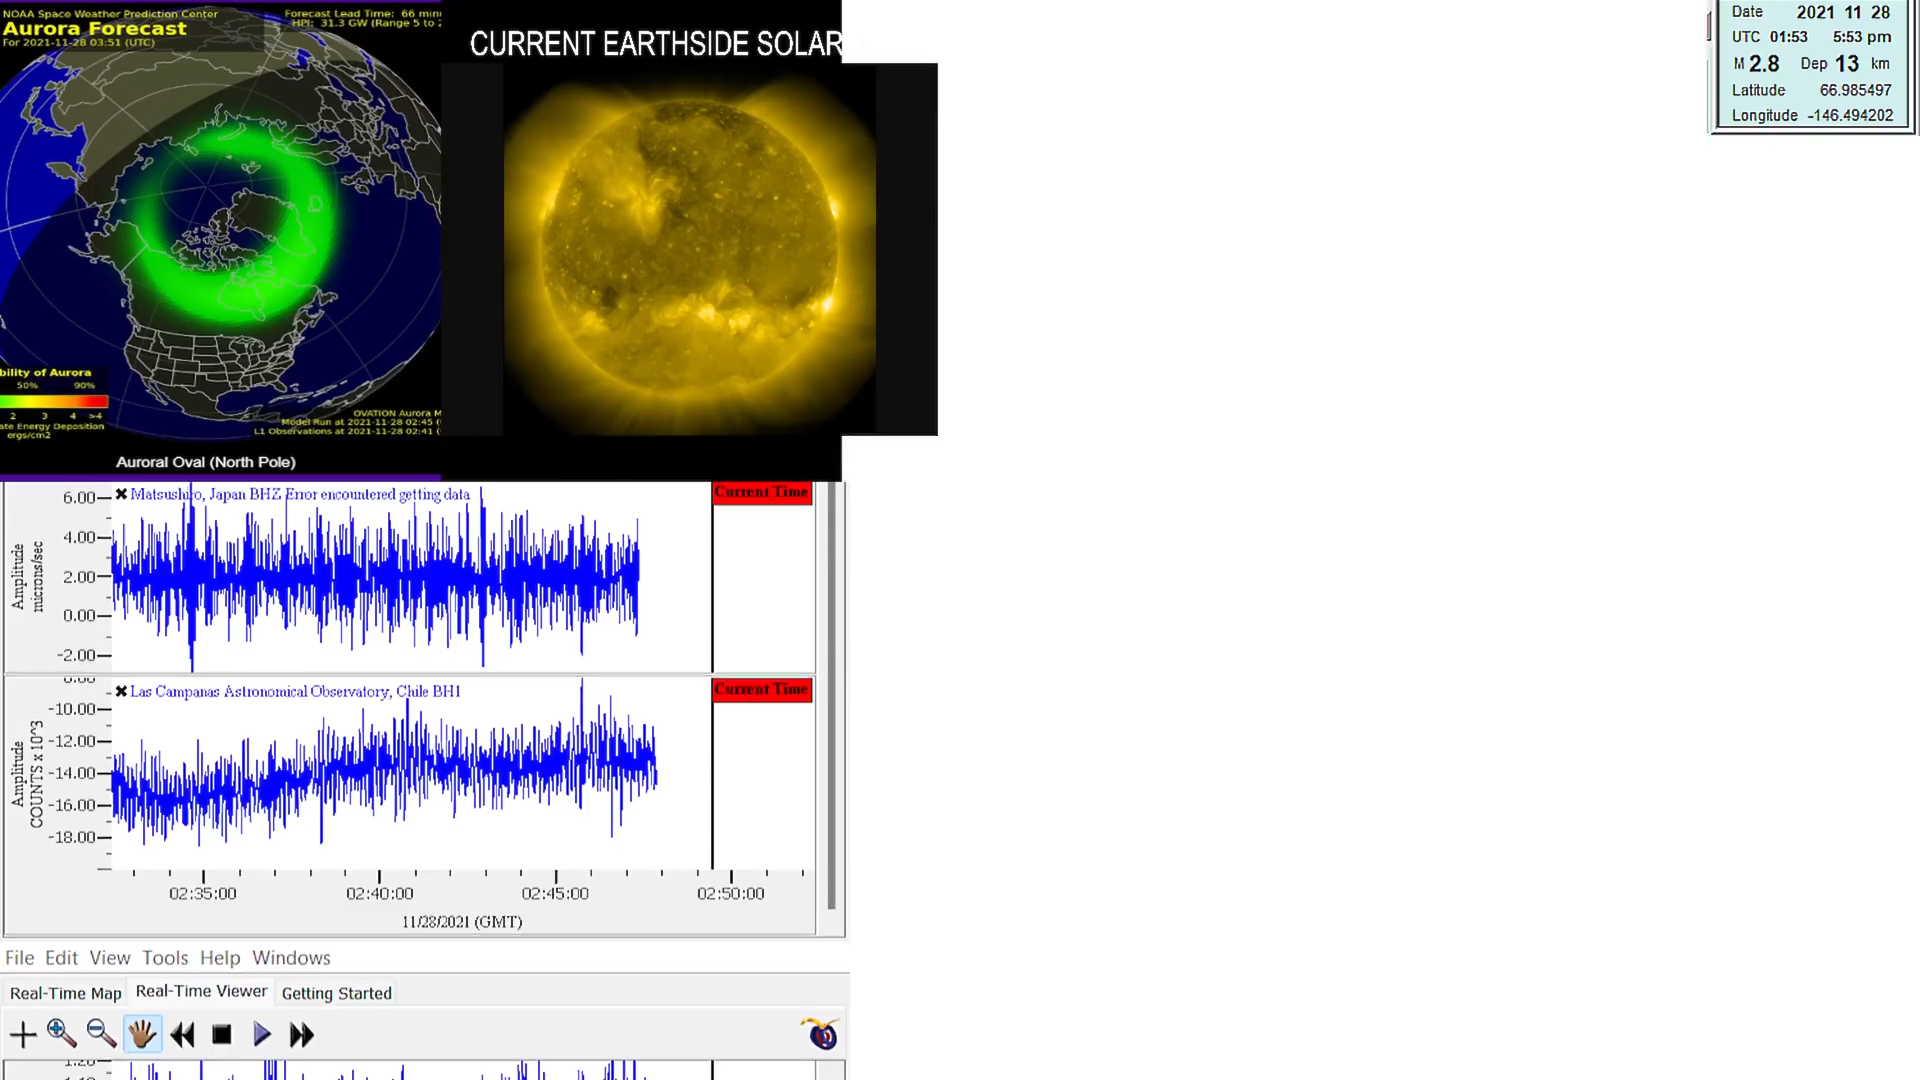 NOAA Space Weather Prediction Center
Aurora Forecast
For 2021-11-28 03:51 (UTC)
Forecast Lead Time: 66 min
HPI: 31.3 GW (Range 5 to
bility of Aurora
50% 90%
2 3 4 >4
ate Energy Deposition
ergs/cm2
OVATION Aurora M
Model Run at 2021-11-28 02:45
L1 Observations at 2021-11-28 02:41
Auroral Oval (North Pole)
CURRENT EARTHSIDE SOLAR
Date 2021 11 28
UTC 01:53 5:53 pm
M 2.8 Dep 13 km
Latitude 66.985497
Longitude -146.494202
Matsushiro, Japan BHZ Error encountered getting data
Current Time
Amplitude
microns/sec
6.00
4.00
2.00
0.00
-2.00
Las Campanas Astronomical Observatory, Chile BH1
Current Time
Amplitude
COUNTS x 10^3
-10.00
-12.00
-14.00
-16.00
-18.00
02:35:00 02:40:00 02:45:00 02:50:00
11/28/2021 (GMT)
File Edit View Tools Help Windows
Real-Time Map Real-Time Viewer Getting Started